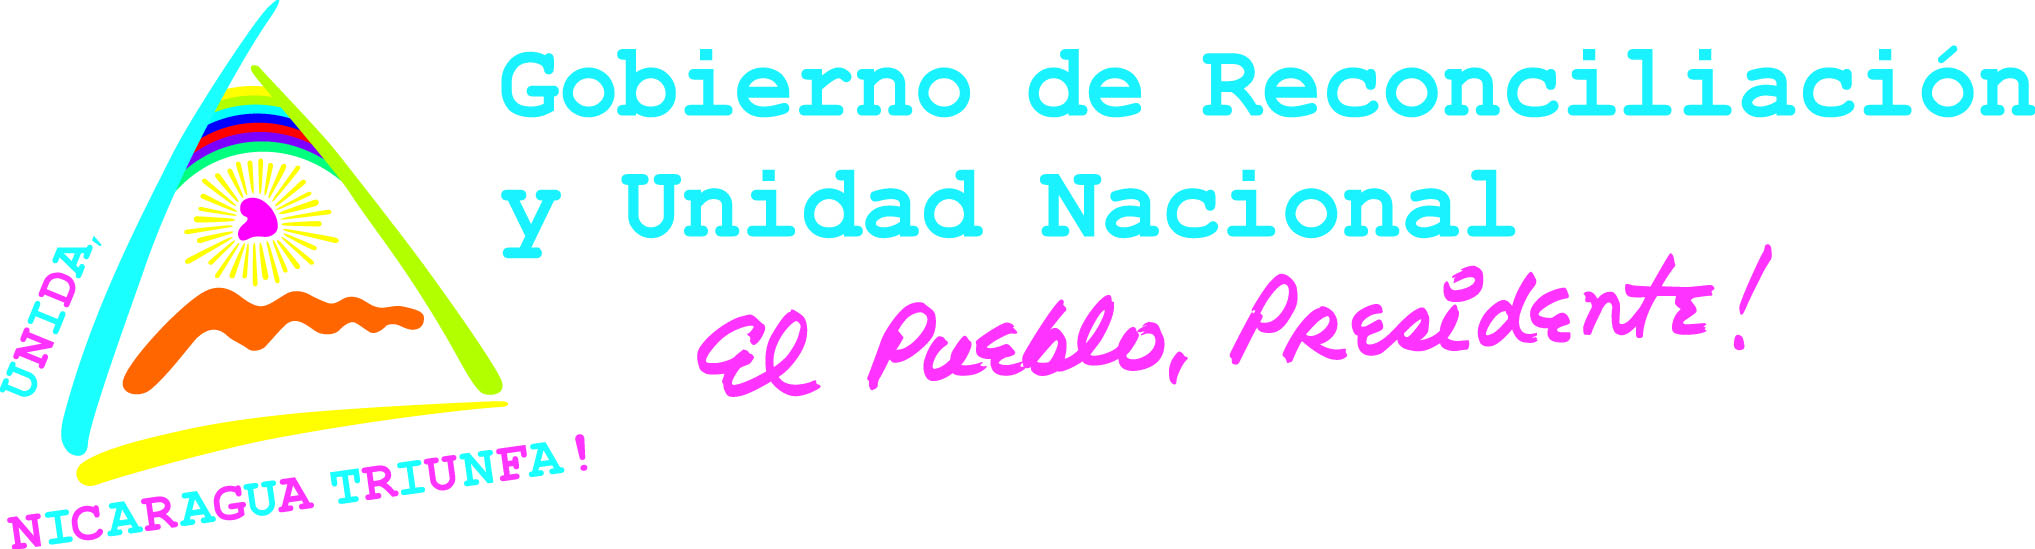 Gobierno de Reconciliación
y Unidad Nacional
El Pueblo, Presidente!
UNIDA,
NICARAGUA TRIUNFA!